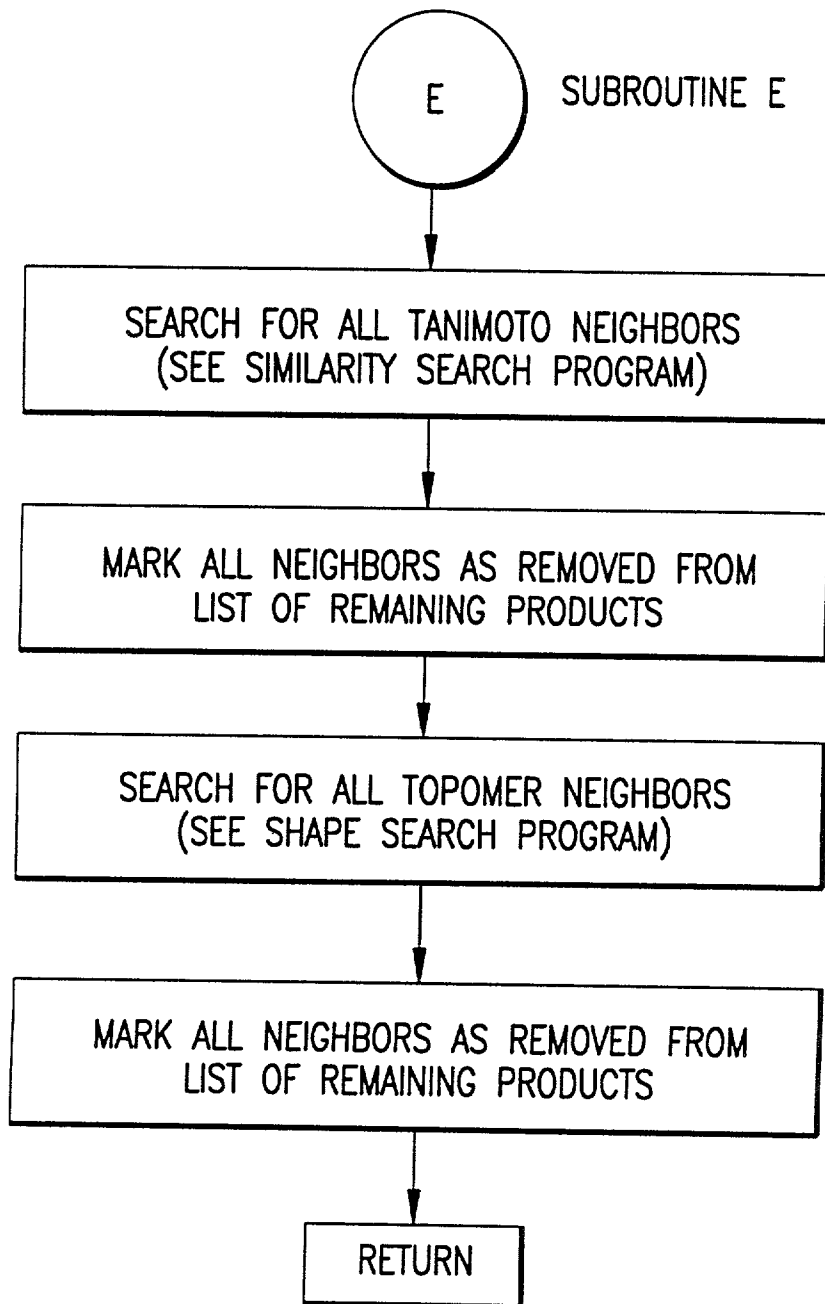 E
SUBROUTINE E
SEARCH FOR ALL TANIMOTO NEIGHBORS
(SEE SIMILARITY SEARCH PROGRAM)
MARK ALL NEIGHBORS AS REMOVED FROM
LIST OF REMAINING PRODUCTS
SEARCH FOR ALL TOPOMER NEIGHBORS
(SEE SHAPE SEARCH PROGRAM)
MARK ALL NEIGHBORS AS REMOVED FROM
LIST OF REMAINING PRODUCTS
RETURN